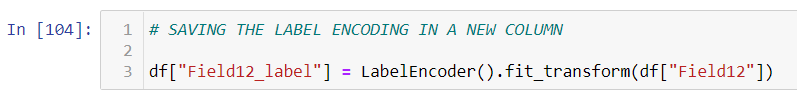 In [104]:
1 # SAVING THE LABEL ENCODING IN A NEW COLUMN
2
3 df["Field12_label"] = LabelEncoder().fit_transform(df["Field12"])